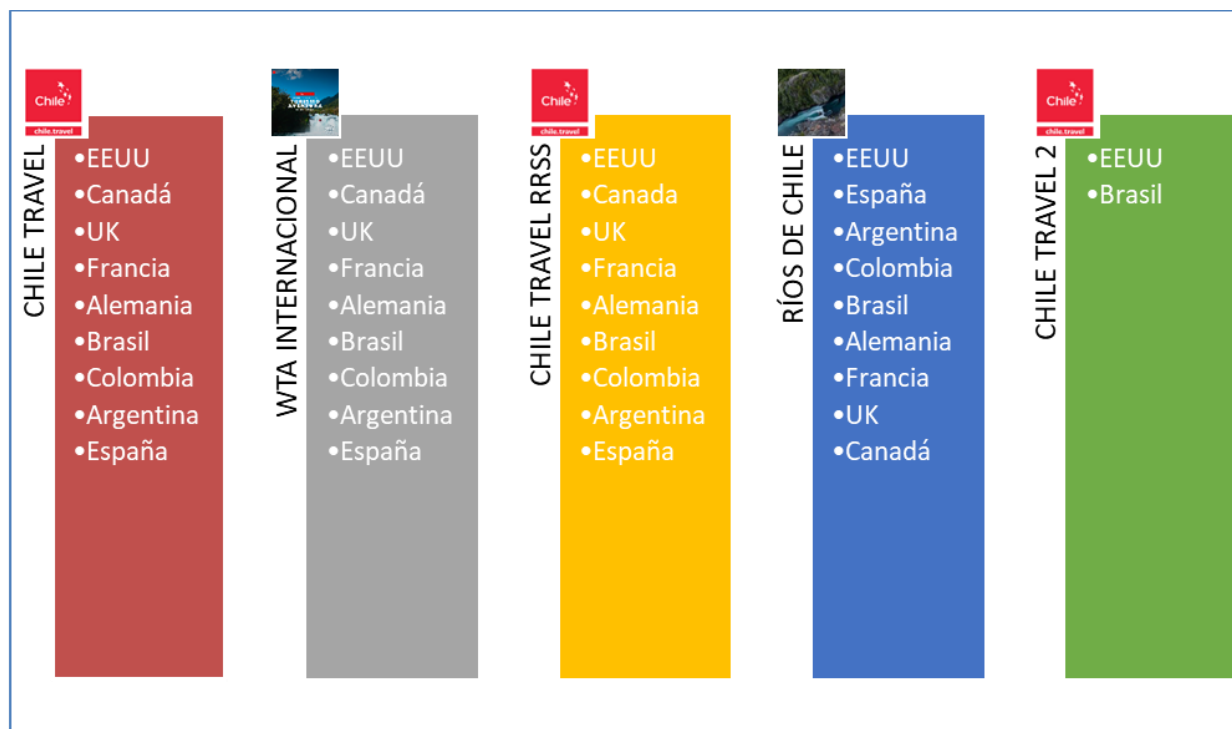 Chile
chile.travel
CHILE TRAVEL
•EEUU
•Canadá
•UK
•Francia
•Alemania
•Brasil
•Colombia
•Argentina
•España
TURISMO
AVENTURA
WTA INTERNACIONAL
•EEUU
•Canadá
•UK
•Francia
•Alemania
•Brasil
•Colombia
•Argentina
•España
Chile
chile.travel
CHILE TRAVEL RRSS
•EEUU
•Canada
•UK
•Francia
•Alemania
•Brasil
•Colombia
•Argentina
•España
RÍOS DE CHILE
•EEUU
•España
•Argentina
•Colombia
•Brasil
•Alemania
•Francia
•UK
•Canadá
Chile
chile.travel
CHILE TRAVEL 2
•EEUU
•Brasil